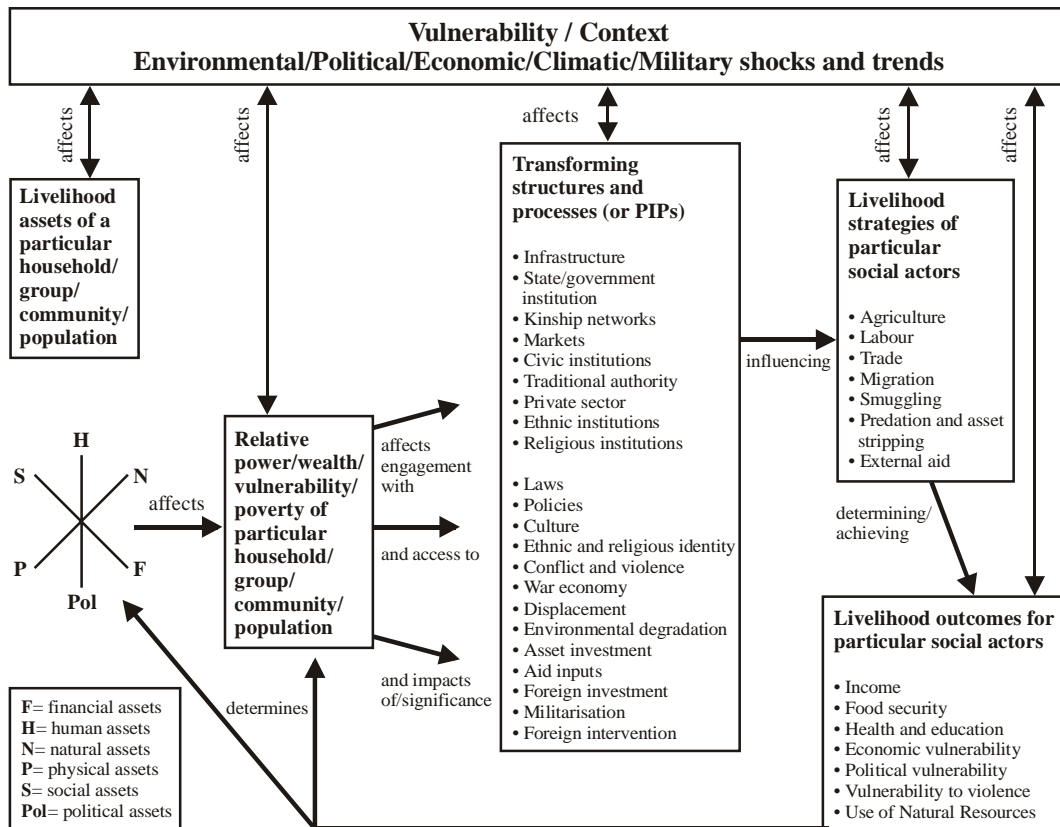 Vulnerability / Context
Environmental/Political/Economic/Climatic/Military shocks and trends
affects
affects
affects
affects
affects
Livelihood
assets of a
particular
household/
group/
community/
population
H
S
N
P
F
Pol
affects
Relative
power/wealth/
vulnerability/
poverty of
particular
household/
group/
community/
population
affects
engagement
with
and access to
and impacts
of/significance
Transforming
structures and
processes (or PIPs)
• Infrastructure
• State/government
institution
• Kinship networks
• Markets
• Civic institutions
• Traditional authority
• Private sector
• Ethnic institutions
• Religious institutions
• Laws
• Policies
• Culture
• Ethnic and religious identity
• Conflict and violence
• War economy
• Displacement
• Environmental degradation
• Asset investment
• Aid inputs
• Foreign investment
• Militarisation
• Foreign intervention
influencing
Livelihood
strategies of
particular
social actors
• Agriculture
• Labour
• Trade
• Migration
• Smuggling
• Predation and asset
stripping
• External aid
determining/
achieving
Livelihood outcomes for
particular social actors
• Income
• Food security
• Health and education
• Economic vulnerability
• Political vulnerability
• Vulnerability to violence
• Use of Natural Resources
determines
F= financial assets
H= human assets
N= natural assets
P= physical assets
S= social assets
Pol= political assets